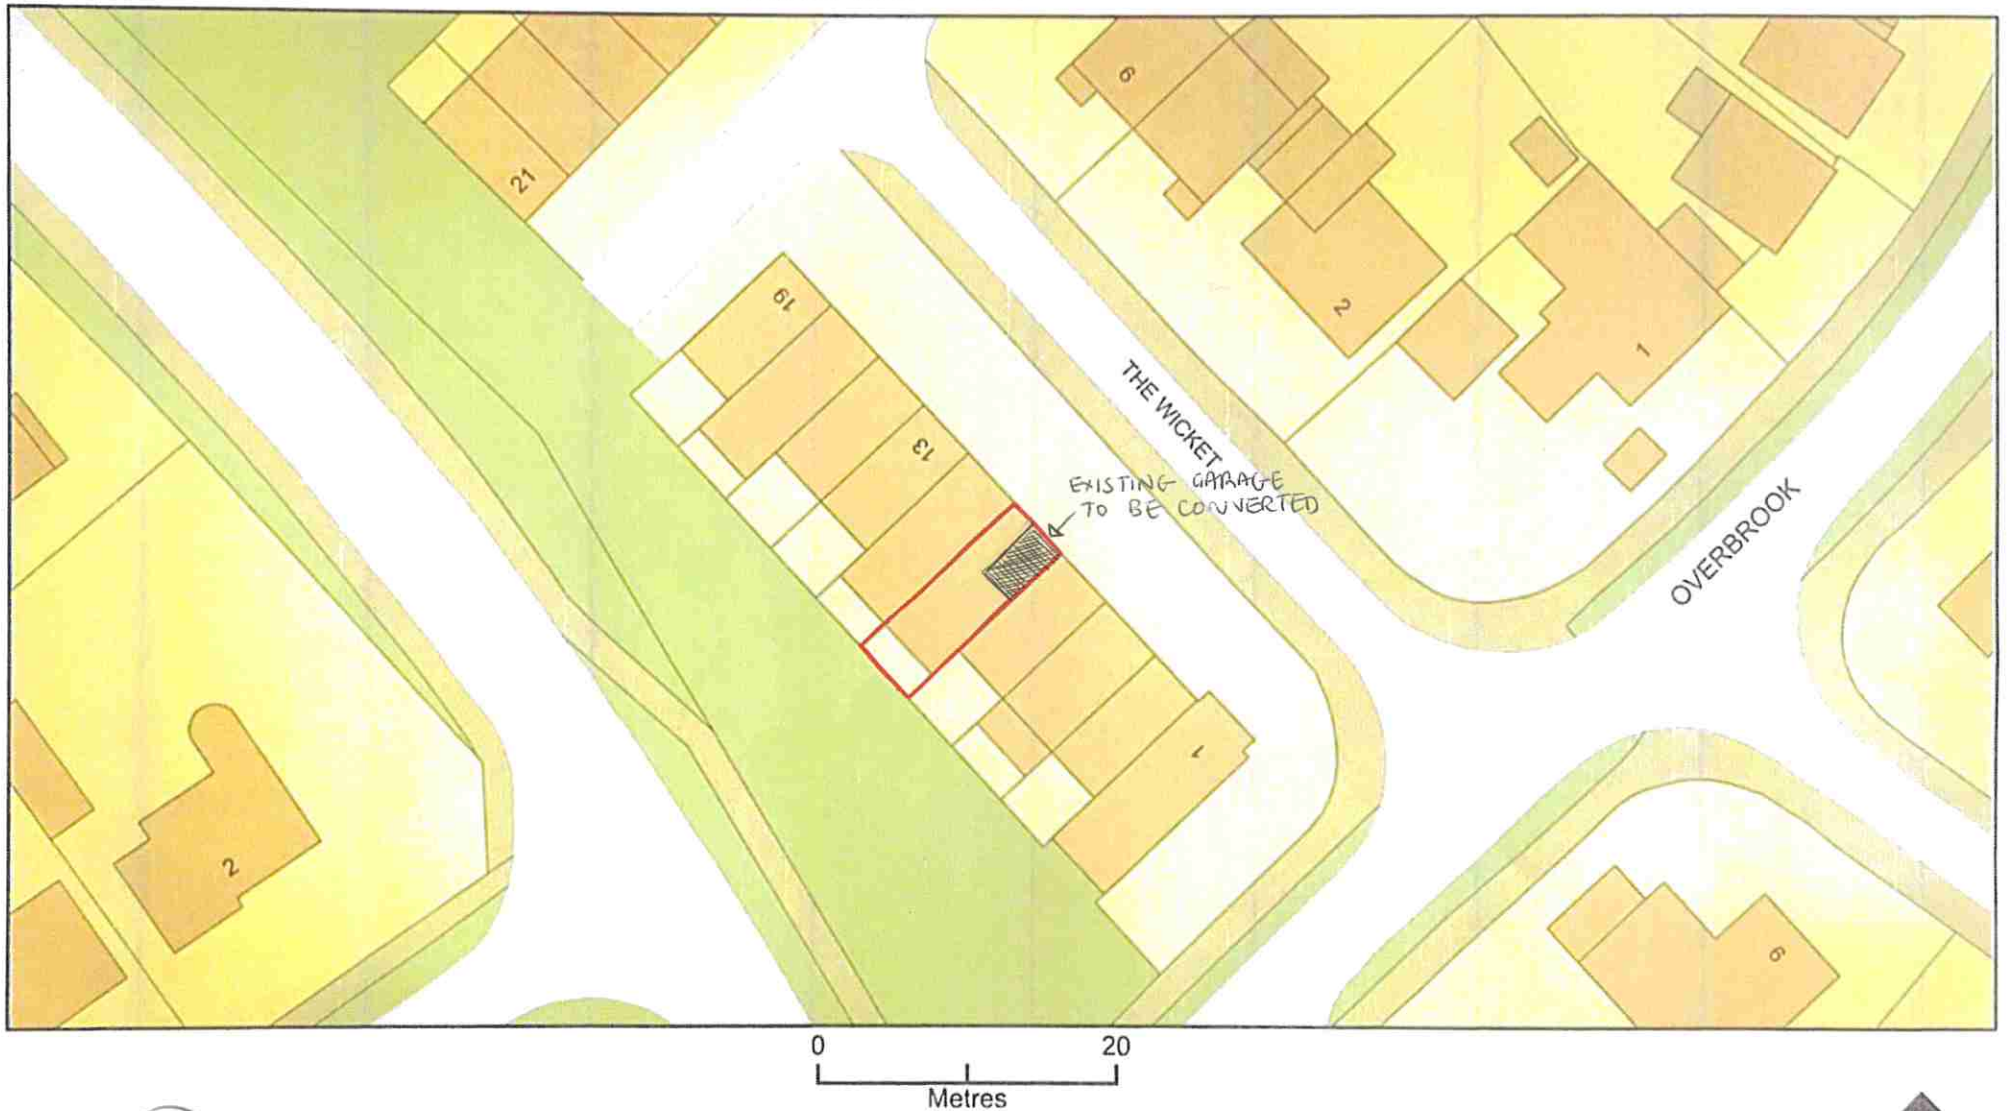 6
21
19
2
1
13
THE WICKET
EXISTING GARAGE
TO BE CONVERTED
OVERBROOK
1
2
6
0 20
Metres